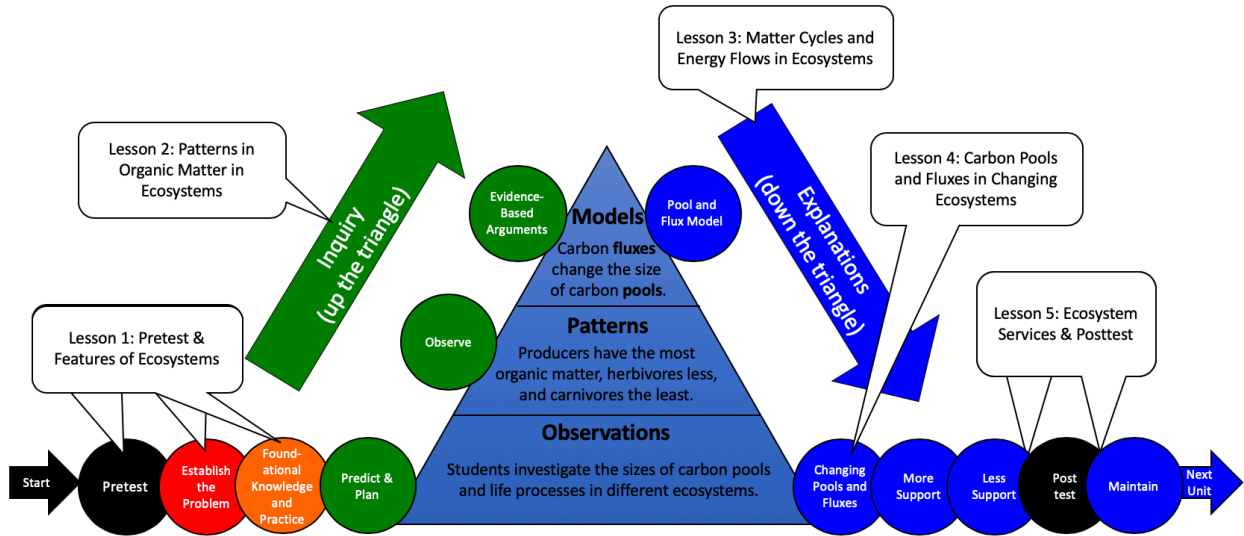 Lesson 3: Matter Cycles and
Energy Flows in Ecosystems
Lesson 2: Patterns in
Organic Matter in
Ecosystems
Lesson 4: Carbon Pools
and Fluxes in Changing
Ecosystems
Inquiry
(up the triangle)
Explanations
(down the triangle)
Evidence-
Based
Arguments
Models
Carbon fluxes
change the size
of carbon pools.
Pool and
Flux Model
Lesson 1: Pretest &
Features of Ecosystems
Observe
Patterns
Producers have the most
organic matter, herbivores less,
and carnivores the least.
Lesson 5: Ecosystem
Services & Posttest
Observations
Students investigate the sizes of carbon pools
and life processes in different ecosystems.
Start
Pretest
Establish
the
Problem
Found-
ational
Knowledge
and
Practice
Predict &
Plan
Changing
Pools and
Fluxes
More
Support
Less
Support
Post
test
Maintain
Next
Unit